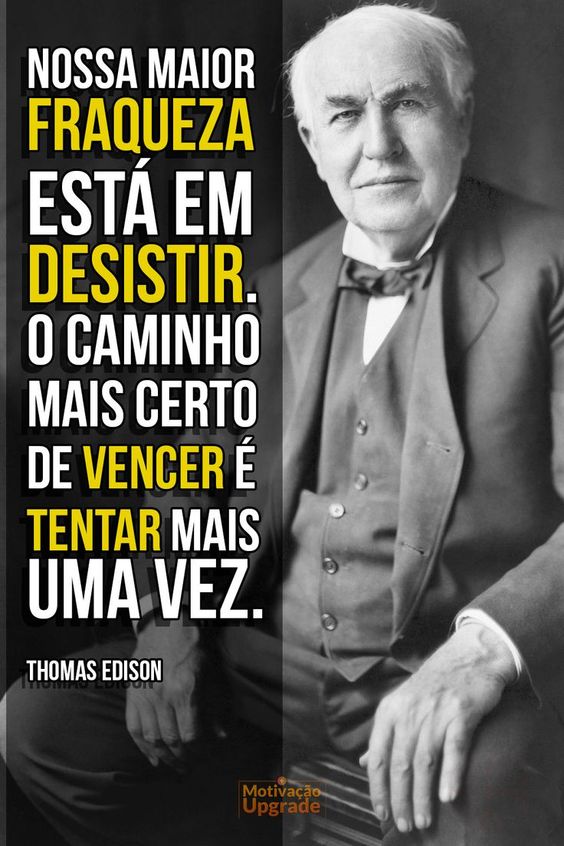 NOSSA MAIOR
FRAQUEZA
ESTÁ EM
DESISTIR.
O CAMINHO
MAIS CERTO
DE VENCER É
TENTAR MAIS
UMA VEZ.
THOMAS EDISON
Motivação
Upgrade